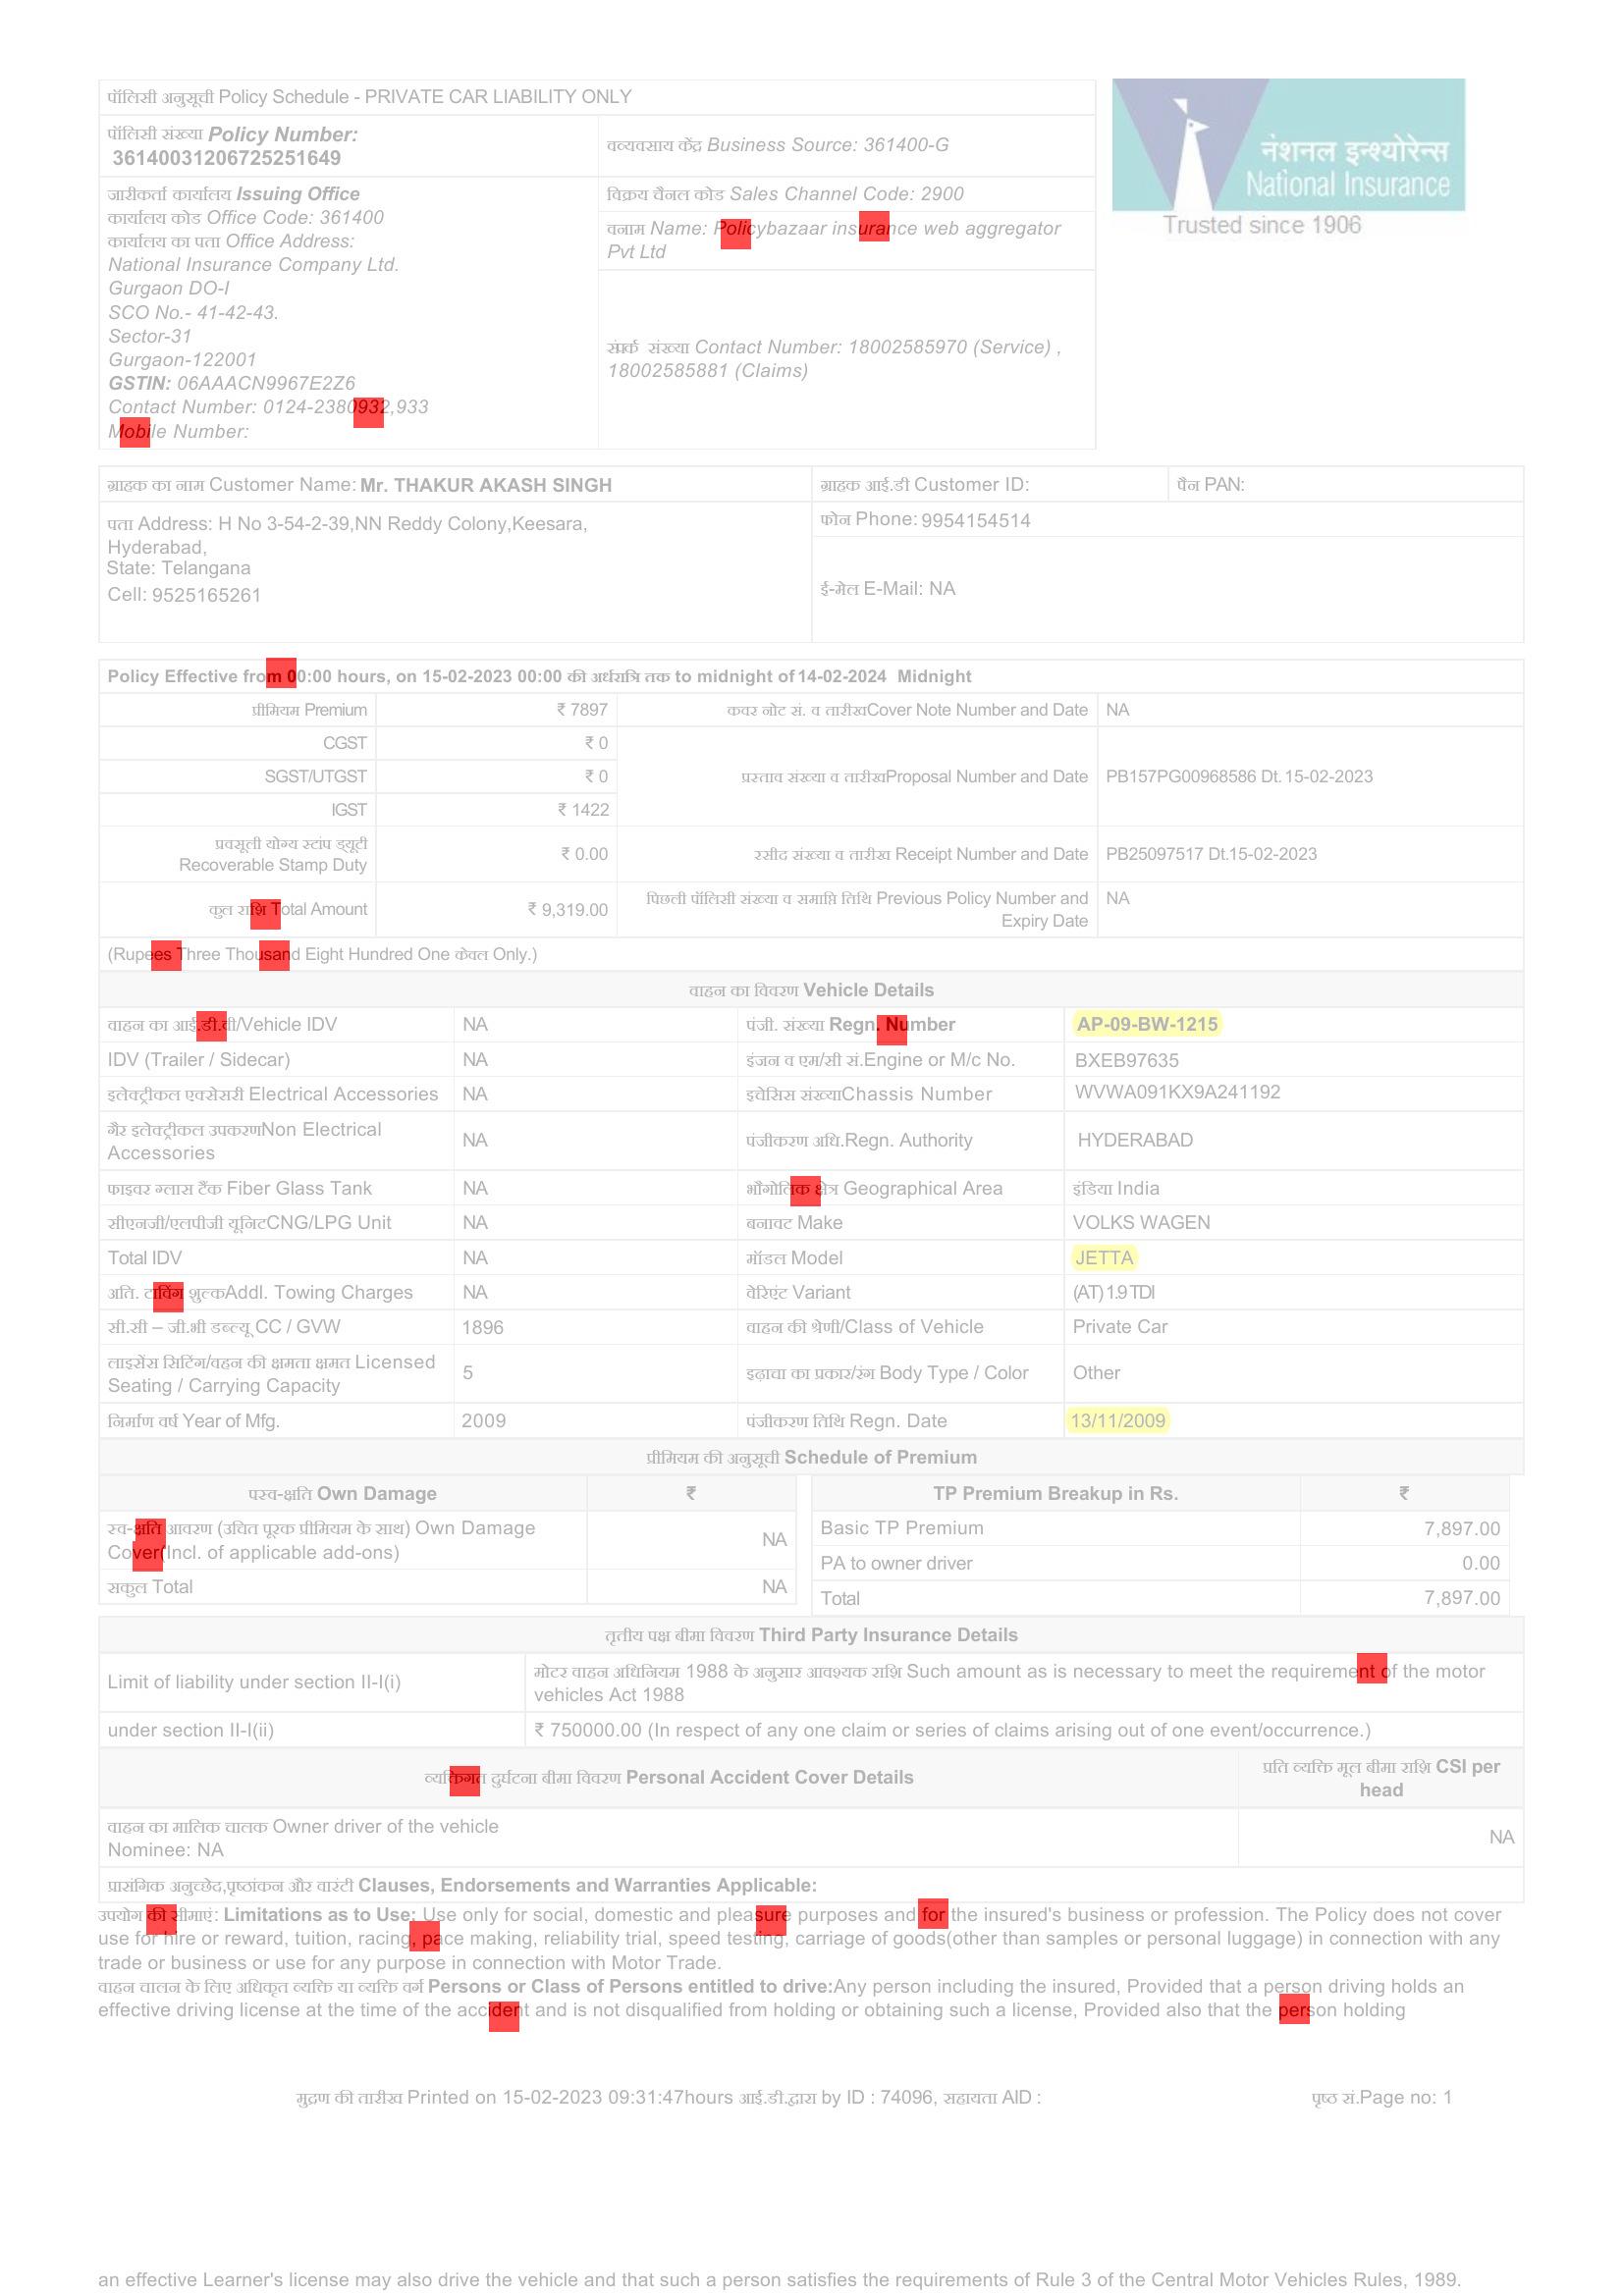 पॉलिसी अनुसूची Policy Schedule - PRIVATE CAR LIABILITY ONLY
पॉलिसी संख्या Policy Number:
36140031206725251649
वव्यवसाय केंद्र Business Source: 361400-G
नेशनल इन्श्योरेन्स
National Insurance
Trusted since 1906
जारीकर्ता कार्यालय Issuing Office
कार्यालय कोड Office Code: 361400
कार्यालय का पता Office Address:
National Insurance Company Ltd.
Gurgaon DO-I
SCO No.- 41-42-43.
Sector-31
Gurgaon-122001
GSTIN: 06AAACN9967E2Z6
Contact Number: 0124-2380932,933
Mobile Number:
विक्रय चैनल कोड Sales Channel Code: 2900
वनाम Name: Policybazaar insurance web aggregator
Pvt Ltd
संख्या Contact Number: 18002585970 (Service) ,
18002585881 (Claims)
ग्राहक का नाम Customer Name: Mr. THAKUR AKASH SINGH
ग्राहक आई.डी Customer ID:
पैन PAN:
पता Address: H No 3-54-2-39,NN Reddy Colony,Keesara,
Hyderabad,
State: Telangana
Cell: 9525165261
फोन Phone: 9954154514
ई-मेल E-Mail: NA
Policy Effective from 00:00 hours, on 15-02-2023 00:00 की अर्धरात्रि तक to midnight of 14-02-2024 Midnight
प्रीमियम Premium ₹ 7897 कवर नोट सं. व तारीखCover Note Number and Date NA
CGST ₹ 0
SGST/UTGST ₹ 0 प्रस्ताव संख्या व तारीखProposal Number and Date PB157PG00968586 Dt. 15-02-2023
IGST ₹ 1422
प्रवसूली योग्य स्टांप ड्यूटी
Recoverable Stamp Duty ₹ 0.00 रसीद संख्या व तारीख Receipt Number and Date PB25097517 Dt.15-02-2023
कुल राशि Total Amount ₹ 9,319.00 पिछली पॉलिसी संख्या व समाप्ति तिथि Previous Policy Number and NA
Expiry Date
(Rupees Three Thousand Eight Hundred One केवल Only.)
वाहन का विवरण Vehicle Details
वाहन का आई.डी.वी/Vehicle IDV NA पंजी. संख्या Regn. Number AP-09-BW-1215
IDV (Trailer / Sidecar) NA इंजन व एम/सी सं.Engine or M/c No. BXEB97635
इलेक्ट्रीकल एक्सेसरी Electrical Accessories NA इचेसिस संख्याChassis Number WVWA091KX9A241192
गैर इलेक्ट्रीकल उपकरणNon Electrical
Accessories NA पंजीकरण अधि.Regn. Authority HYDERABAD
फाइवर ग्लास टैंक Fiber Glass Tank NA भौगोलिक क्षेत्र Geographical Area इंडिया India
सीएनजी/एलपीजी यूनिटCNG/LPG Unit NA बनावट Make VOLKS WAGEN
Total IDV NA मॉडल Model JETTA
अति. टाविंग शुल्कAddl. Towing Charges NA वेरिएंट Variant (AT) 1.9 TDI
सी.सी – जी.भी डब्ल्यू CC / GVW 1896 वाहन की श्रेणी/Class of Vehicle Private Car
लाइसेंस सिटिंग/वहन की क्षमता क्षमत Licensed
Seating / Carrying Capacity 5 इढ़ाचा का प्रकार/रंग Body Type / Color Other
निर्माण वर्ष Year of Mfg. 2009 पंजीकरण तिथि Regn. Date 13/11/2009
प्रीमियम की अनुसूची Schedule of Premium
परस्व-क्षति Own Damage ₹
स्व-क्षति आवरण (उचित पूरक प्रीमियम के साथ) Own Damage
Cover(Incl. of applicable add-ons) NA
सकुल Total NA
TP Premium Breakup in Rs. ₹
Basic TP Premium 7,897.00
PA to owner driver 0.00
Total 7,897.00
तृतीय पक्ष बीमा विवरण Third Party Insurance Details
Limit of liability under section II-I(i) मोटर वाहन अधिनियम 1988 के अनुसार आवश्यक राशि Such amount as is necessary to meet the requirement of the motor
vehicles Act 1988
under section II-I(ii) ₹ 750000.00 (In respect of any one claim or series of claims arising out of one event/occurrence.)
व्यक्तिगत दुर्घटना बीमा विवरण Personal Accident Cover Details
प्रति व्यक्ति मूल बीमा राशि CSI per
head
वाहन का मालिक चालक Owner driver of the vehicle
Nominee: NA
NA
प्रासंगिक अनुच्छेद,पृष्ठांकन और वारंटी Clauses, Endorsements and Warranties Applicable:
उपयोग की सीमाएं: Limitations as to Use: Use only for social, domestic and pleasure purposes and for the insured's business or profession. The Policy does not cover
use for hire or reward, tuition, racing, pace making, reliability trial, speed testing, carriage of goods(other than samples or personal luggage) in connection with any
trade or business or use for any purpose in connection with Motor Trade.
वाहन चालन के लिए अधिकृत व्यक्ति या व्यक्ति वर्ग Persons or Class of Persons entitled to drive:Any person including the insured, Provided that a person driving holds an
effective driving license at the time of the accident and is not disqualified from holding or obtaining such a license, Provided also that the person holding
मुद्रण की तारीख Printed on 15-02-2023 09:31:47hours आई.डी.द्वारा by ID : 74096, सहायता AID :
पृष्ठ सं.Page no: 1
an effective Learner's license may also drive the vehicle and that such a person satisfies the requirements of Rule 3 of the Central Motor Vehicles Rules, 1989.